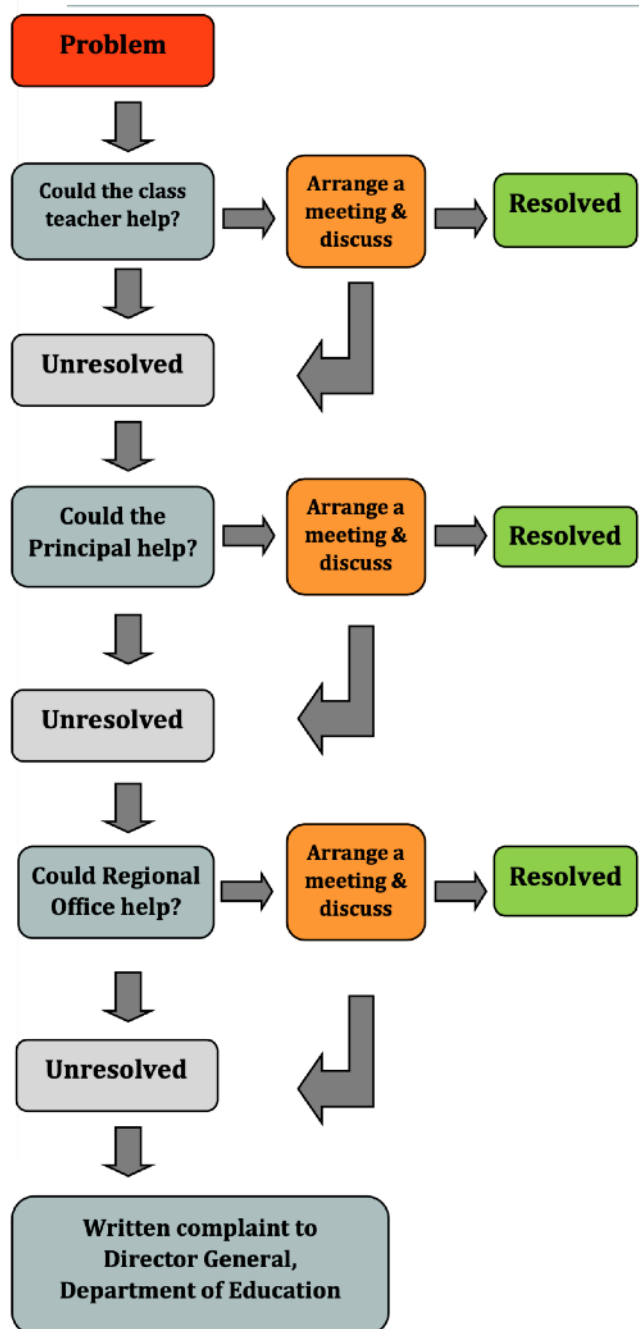 Problem
Could the class
teacher help?
Arrange a
meeting &
discuss
Resolved
Unresolved
Could the
Principal help?
Arrange a
meeting &
discuss
Resolved
Unresolved
Could Regional
Office help?
Arrange a
meeting &
discuss
Resolved
Unresolved
Written complaint to
Director General,
Department of Education